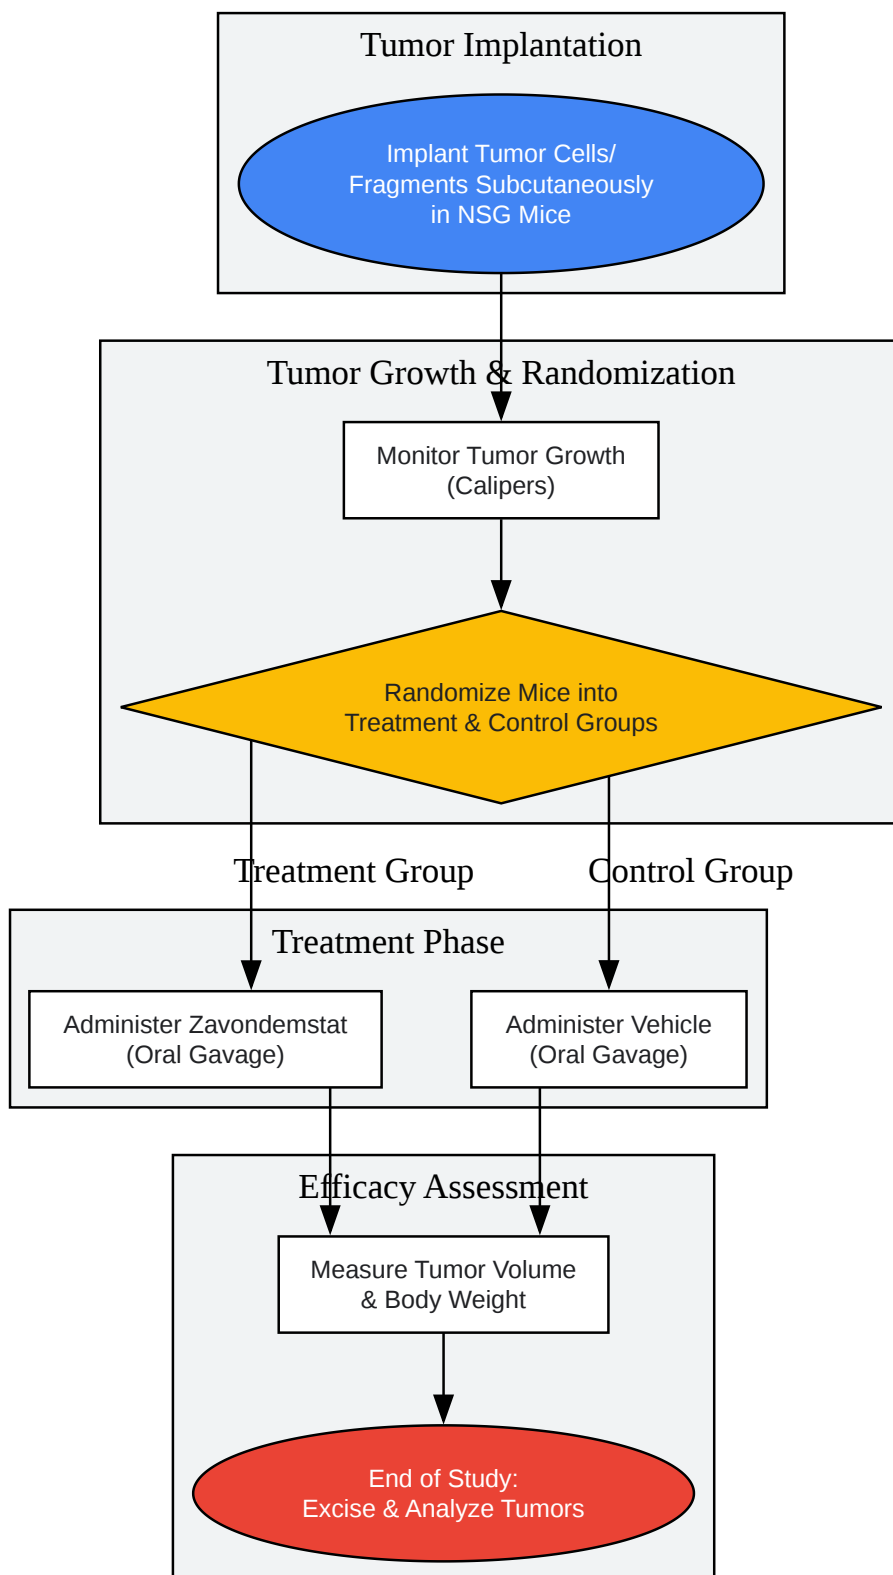 Tumor Implantation
Implant Tumor Cells/
Fragments Subcutaneously
in NSG Mice
Tumor Growth & Randomization
Monitor Tumor Growth
(Calipers)
Randomize Mice into
Treatment & Control Groups
Treatment Group
Control Group
Treatment Phase
Administer Zavondemstat
(Oral Gavage)
Administer Vehicle
(Oral Gavage)
Efficacy Assessment
Measure Tumor Volume
& Body Weight
End of Study:
Excise & Analyze Tumors